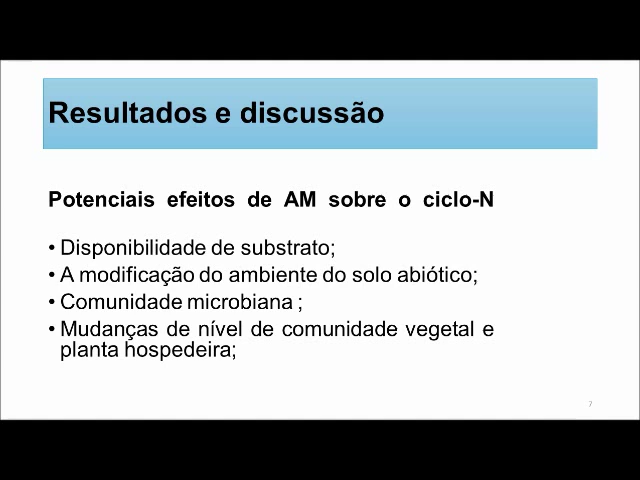 Resultados e discussão
Potenciais efeitos de AM sobre o ciclo-N
• Disponibilidade de substrato;
• A modificação do ambiente do solo abiótico;
• Comunidade microbiana ;
• Mudanças de nível de comunidade vegetal e
planta hospedeira;
7